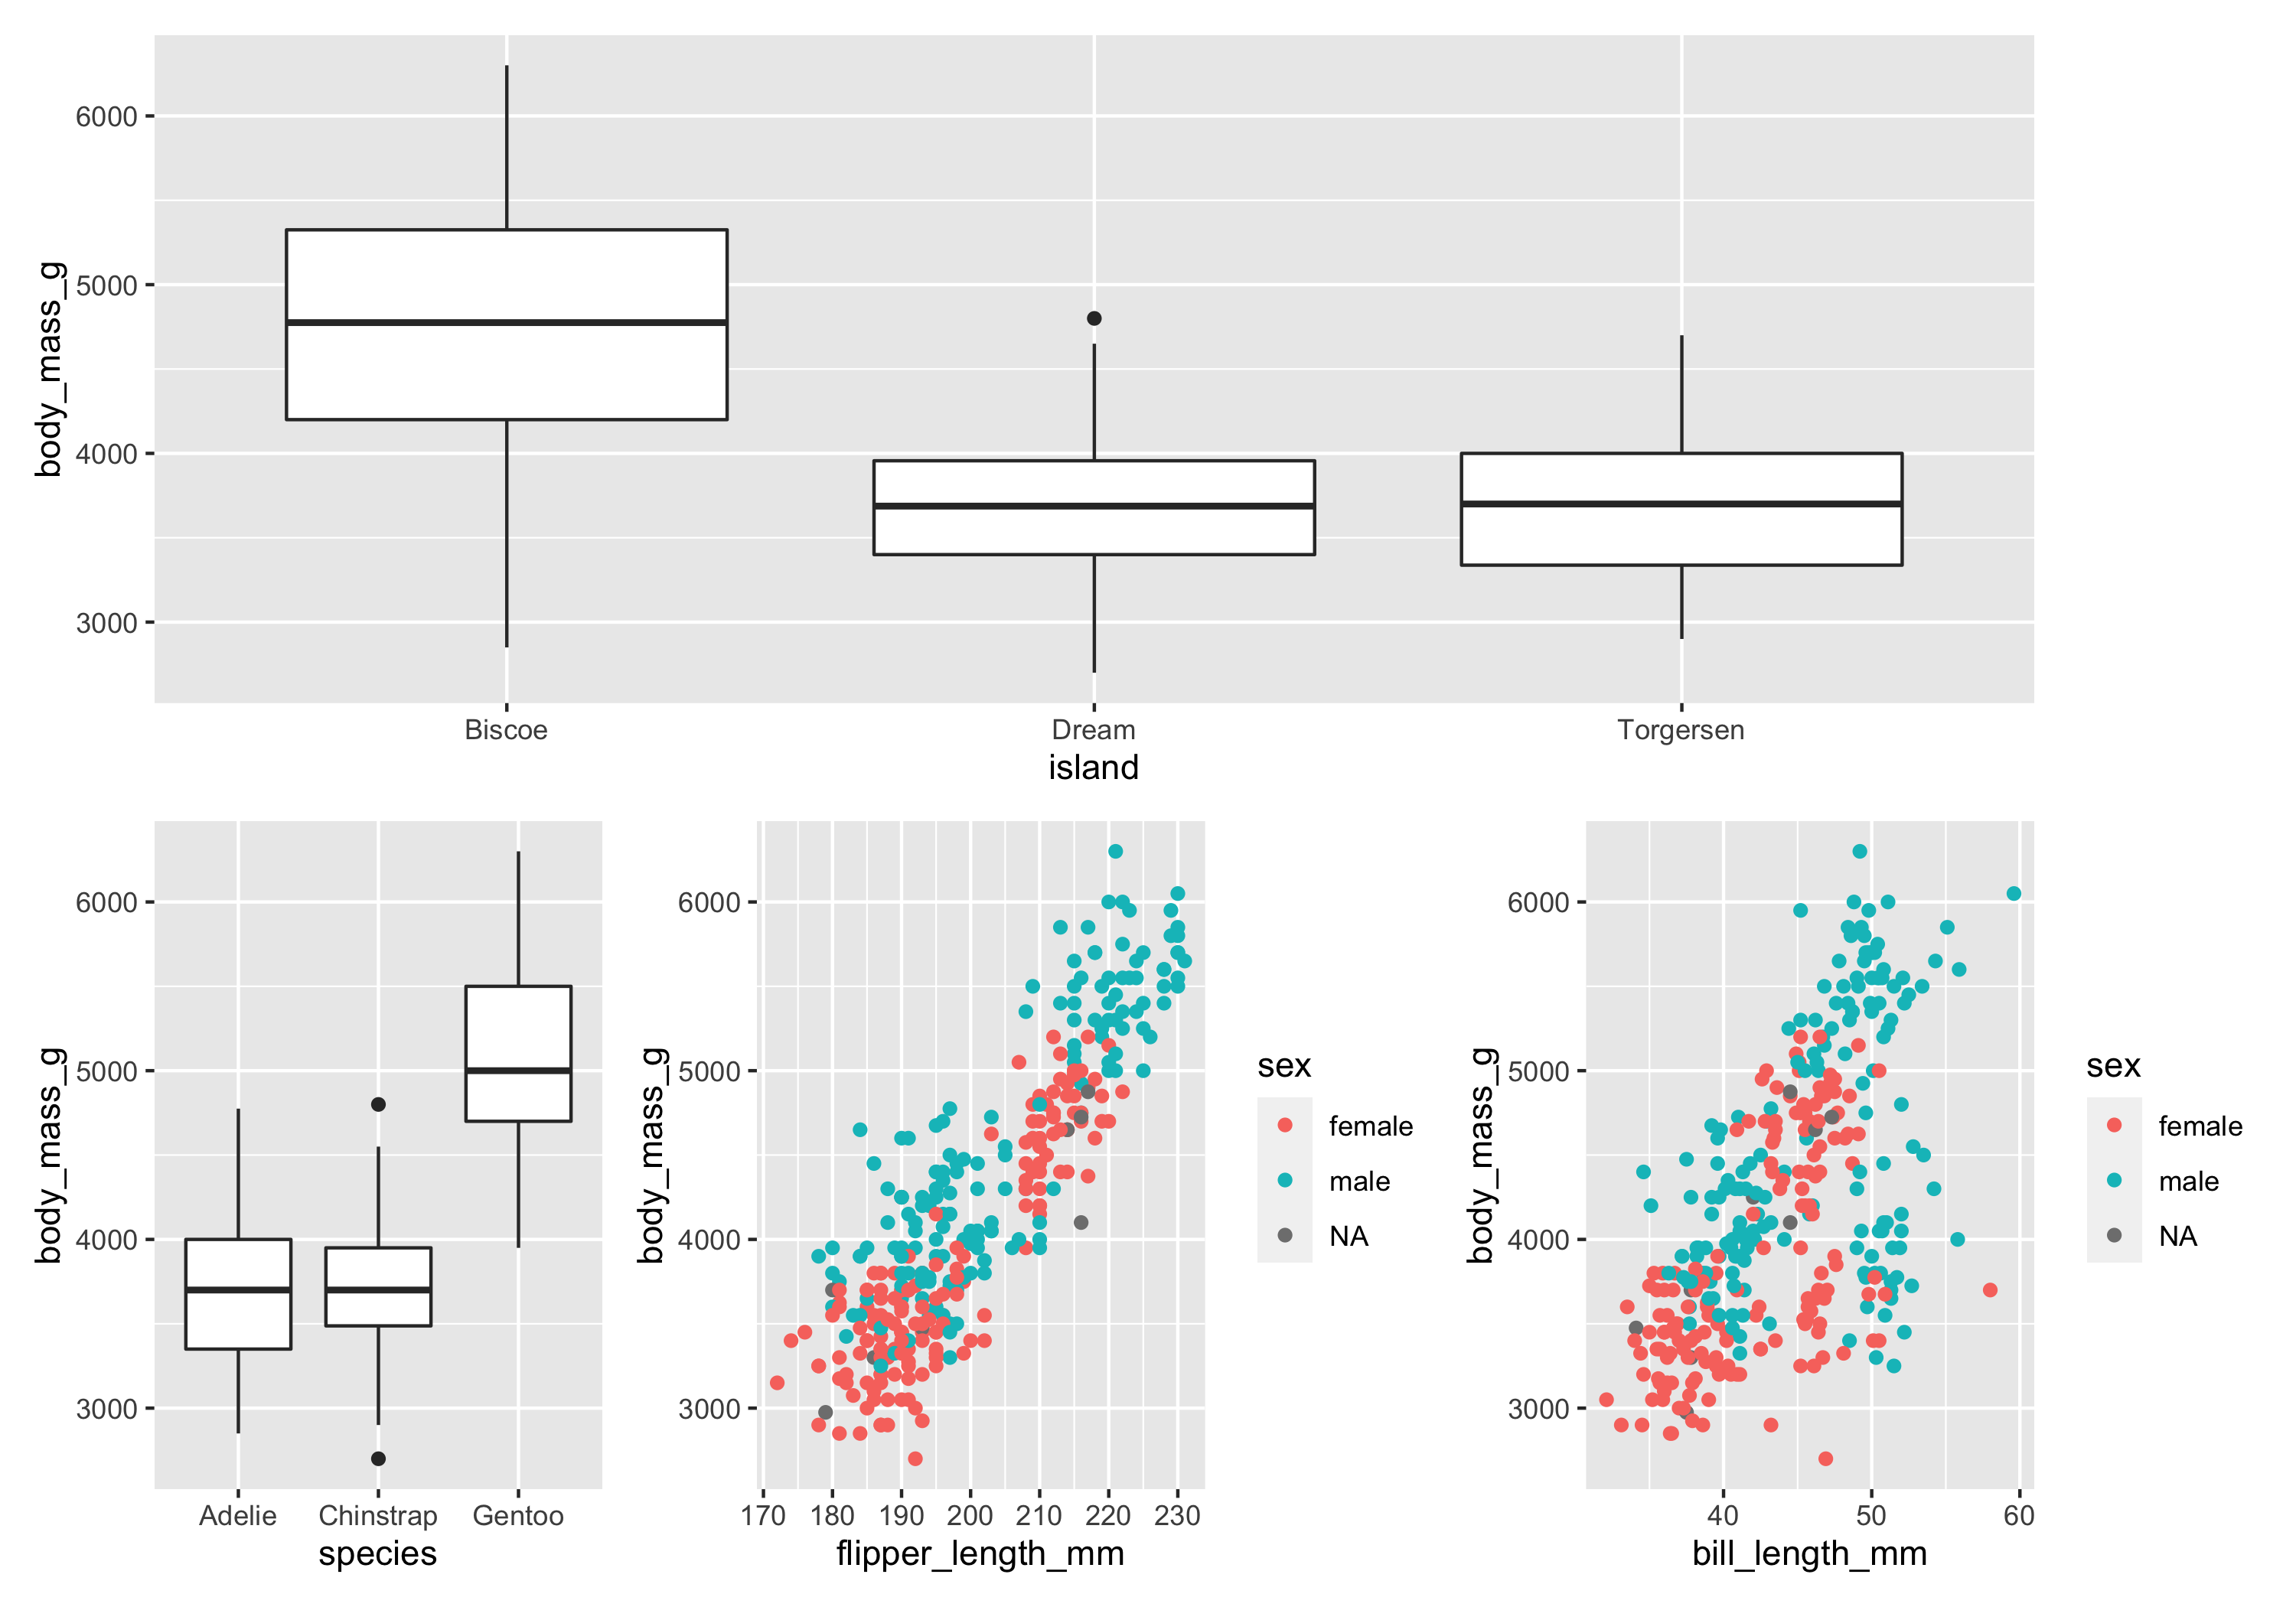 body_mass_g
6000
5000
4000
3000
Biscoe Dream Torgersen
island
body_mass_g
6000
5000
4000
3000
Adelie Chinstrap Gentoo
species
body_mass_g
6000
5000
4000
3000
170 180 190 200 210 220 230
flipper_length_mm
sex
female
male
NA
body_mass_g
6000
5000
4000
3000
40 50 60
bill_length_mm
sex
female
male
NA